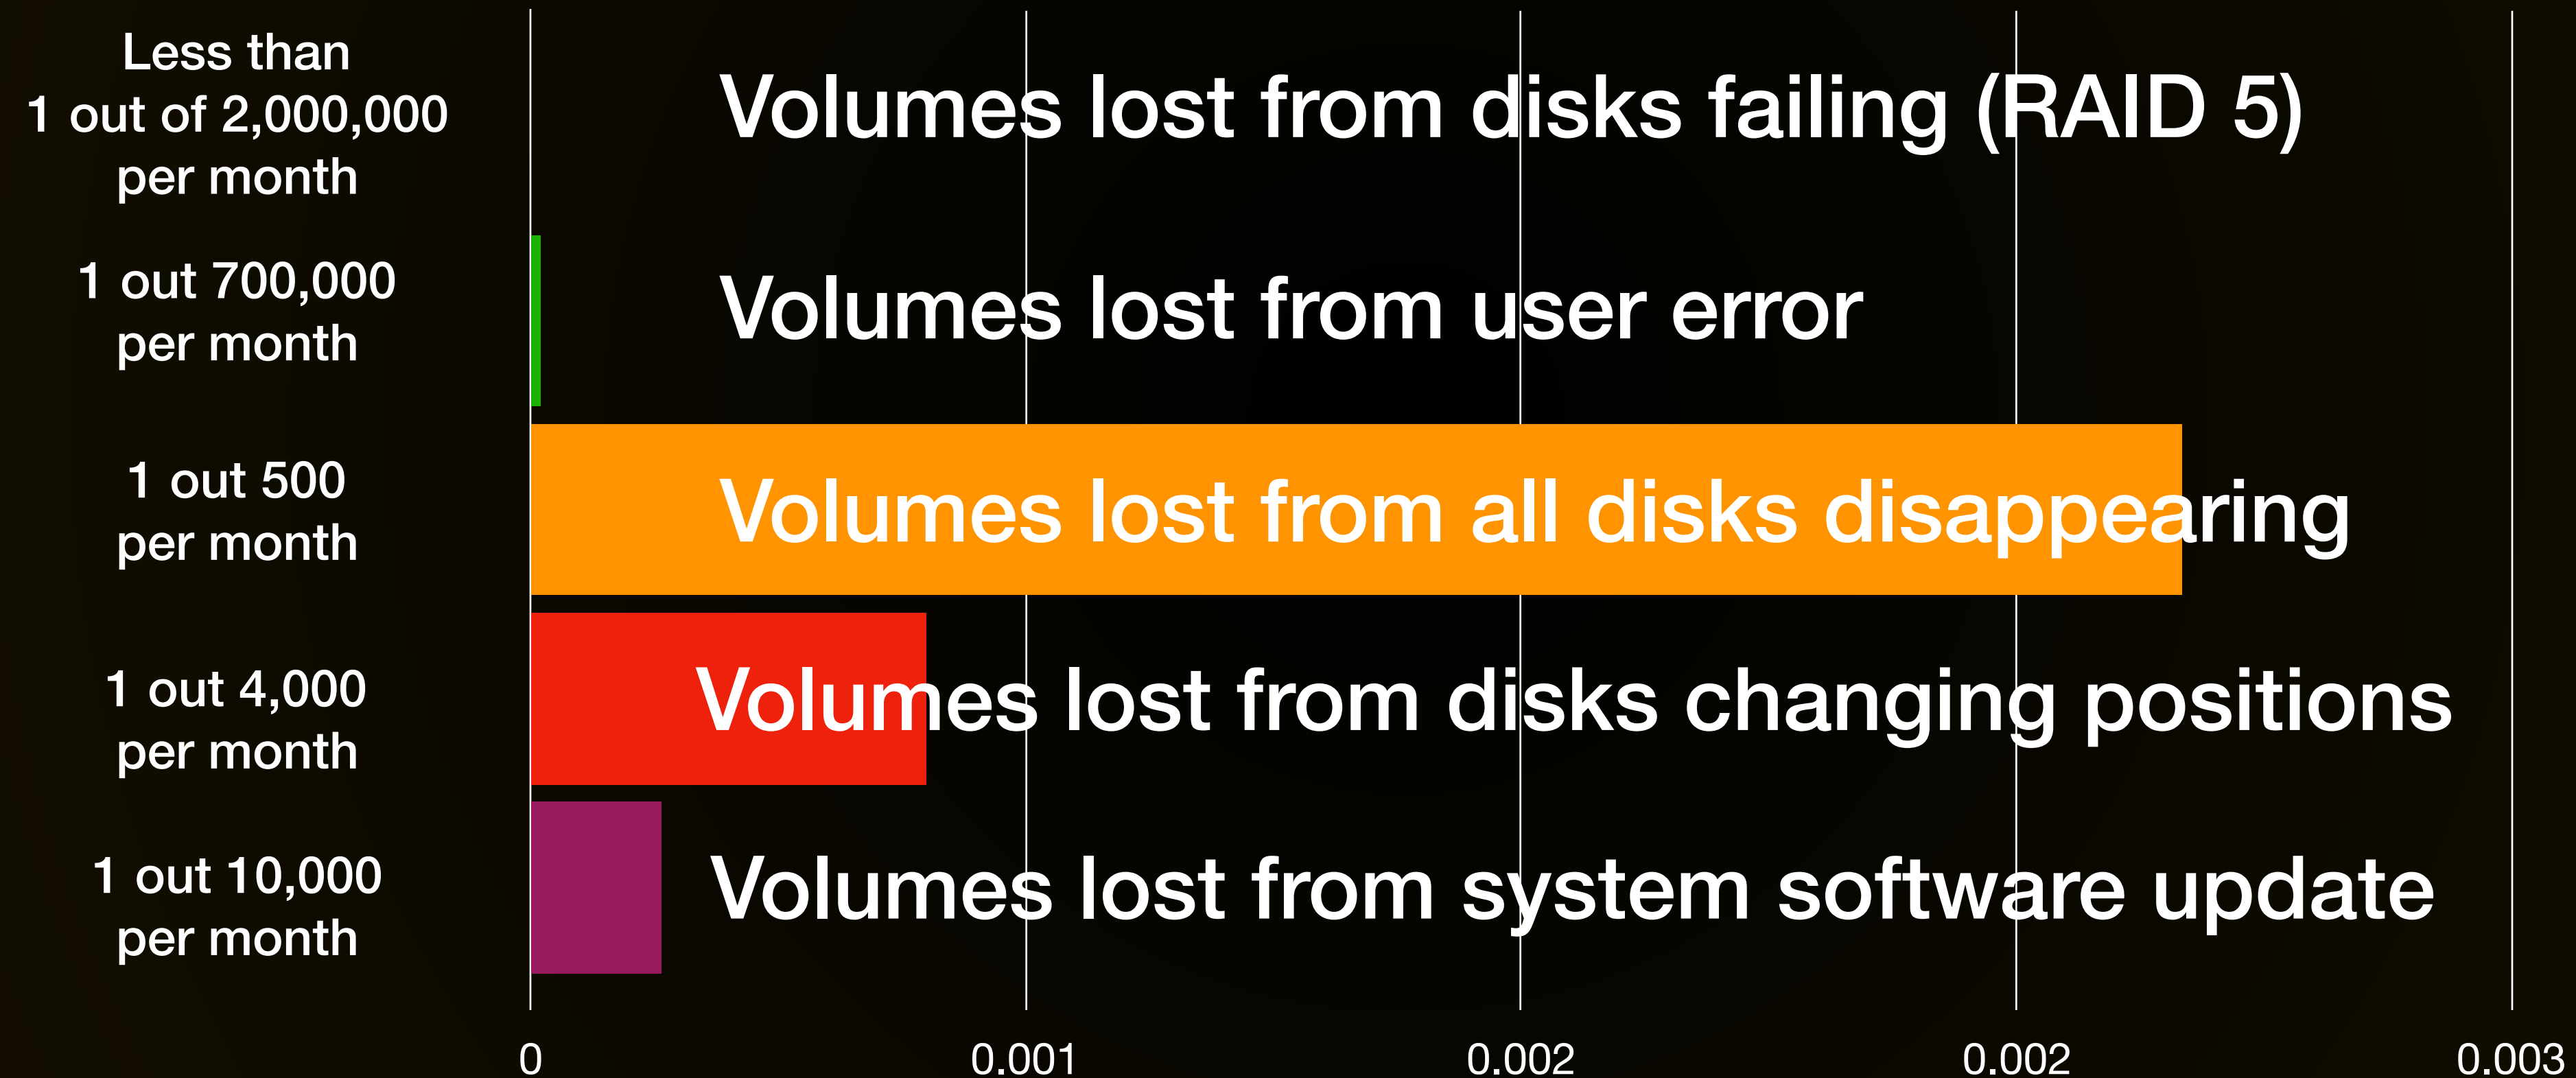 Less than
1 out of 2,000,000
per month
Volumes lost from disks failing (RAID 5)
1 out 700,000
per month
Volumes lost from user error
1 out 500
per month
Volumes lost from all disks disappearing
1 out 4,000
per month
Volumes lost from disks changing positions
1 out 10,000
per month
Volumes lost from system software update
0 0.001 0.002 0.002 0.003